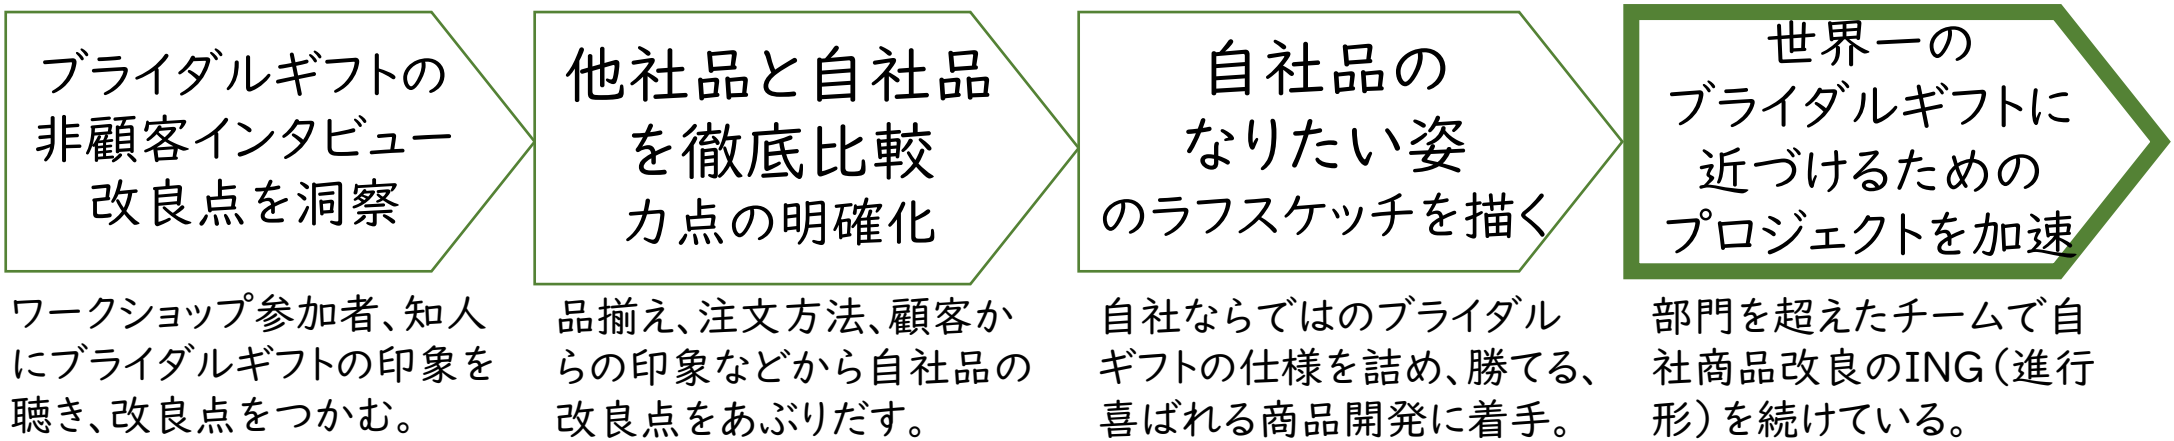 ブライダルギフトの
非顧客インタビュー
改良点を洞察
ワークショップ参加者、知人
にブライダルギフトの印象を
聴き、改良点をつかむ。
他社品と自社品
を徹底比較
力点の明確化
品揃え、注文方法、顧客か
らの印象などから自社品の
改良点をあぶりだす。
自社品の
なりたい姿
のラフスケッチを描く
自社ならではのブライダル
ギフトの仕様を詰め、勝てる、
喜ばれる商品開発に着手。
世界一の
ブライダルギフトに
近づけるための
プロジェクトを加速
部門を超えたチームで自
社商品改良のING（進行
形）を続けている。